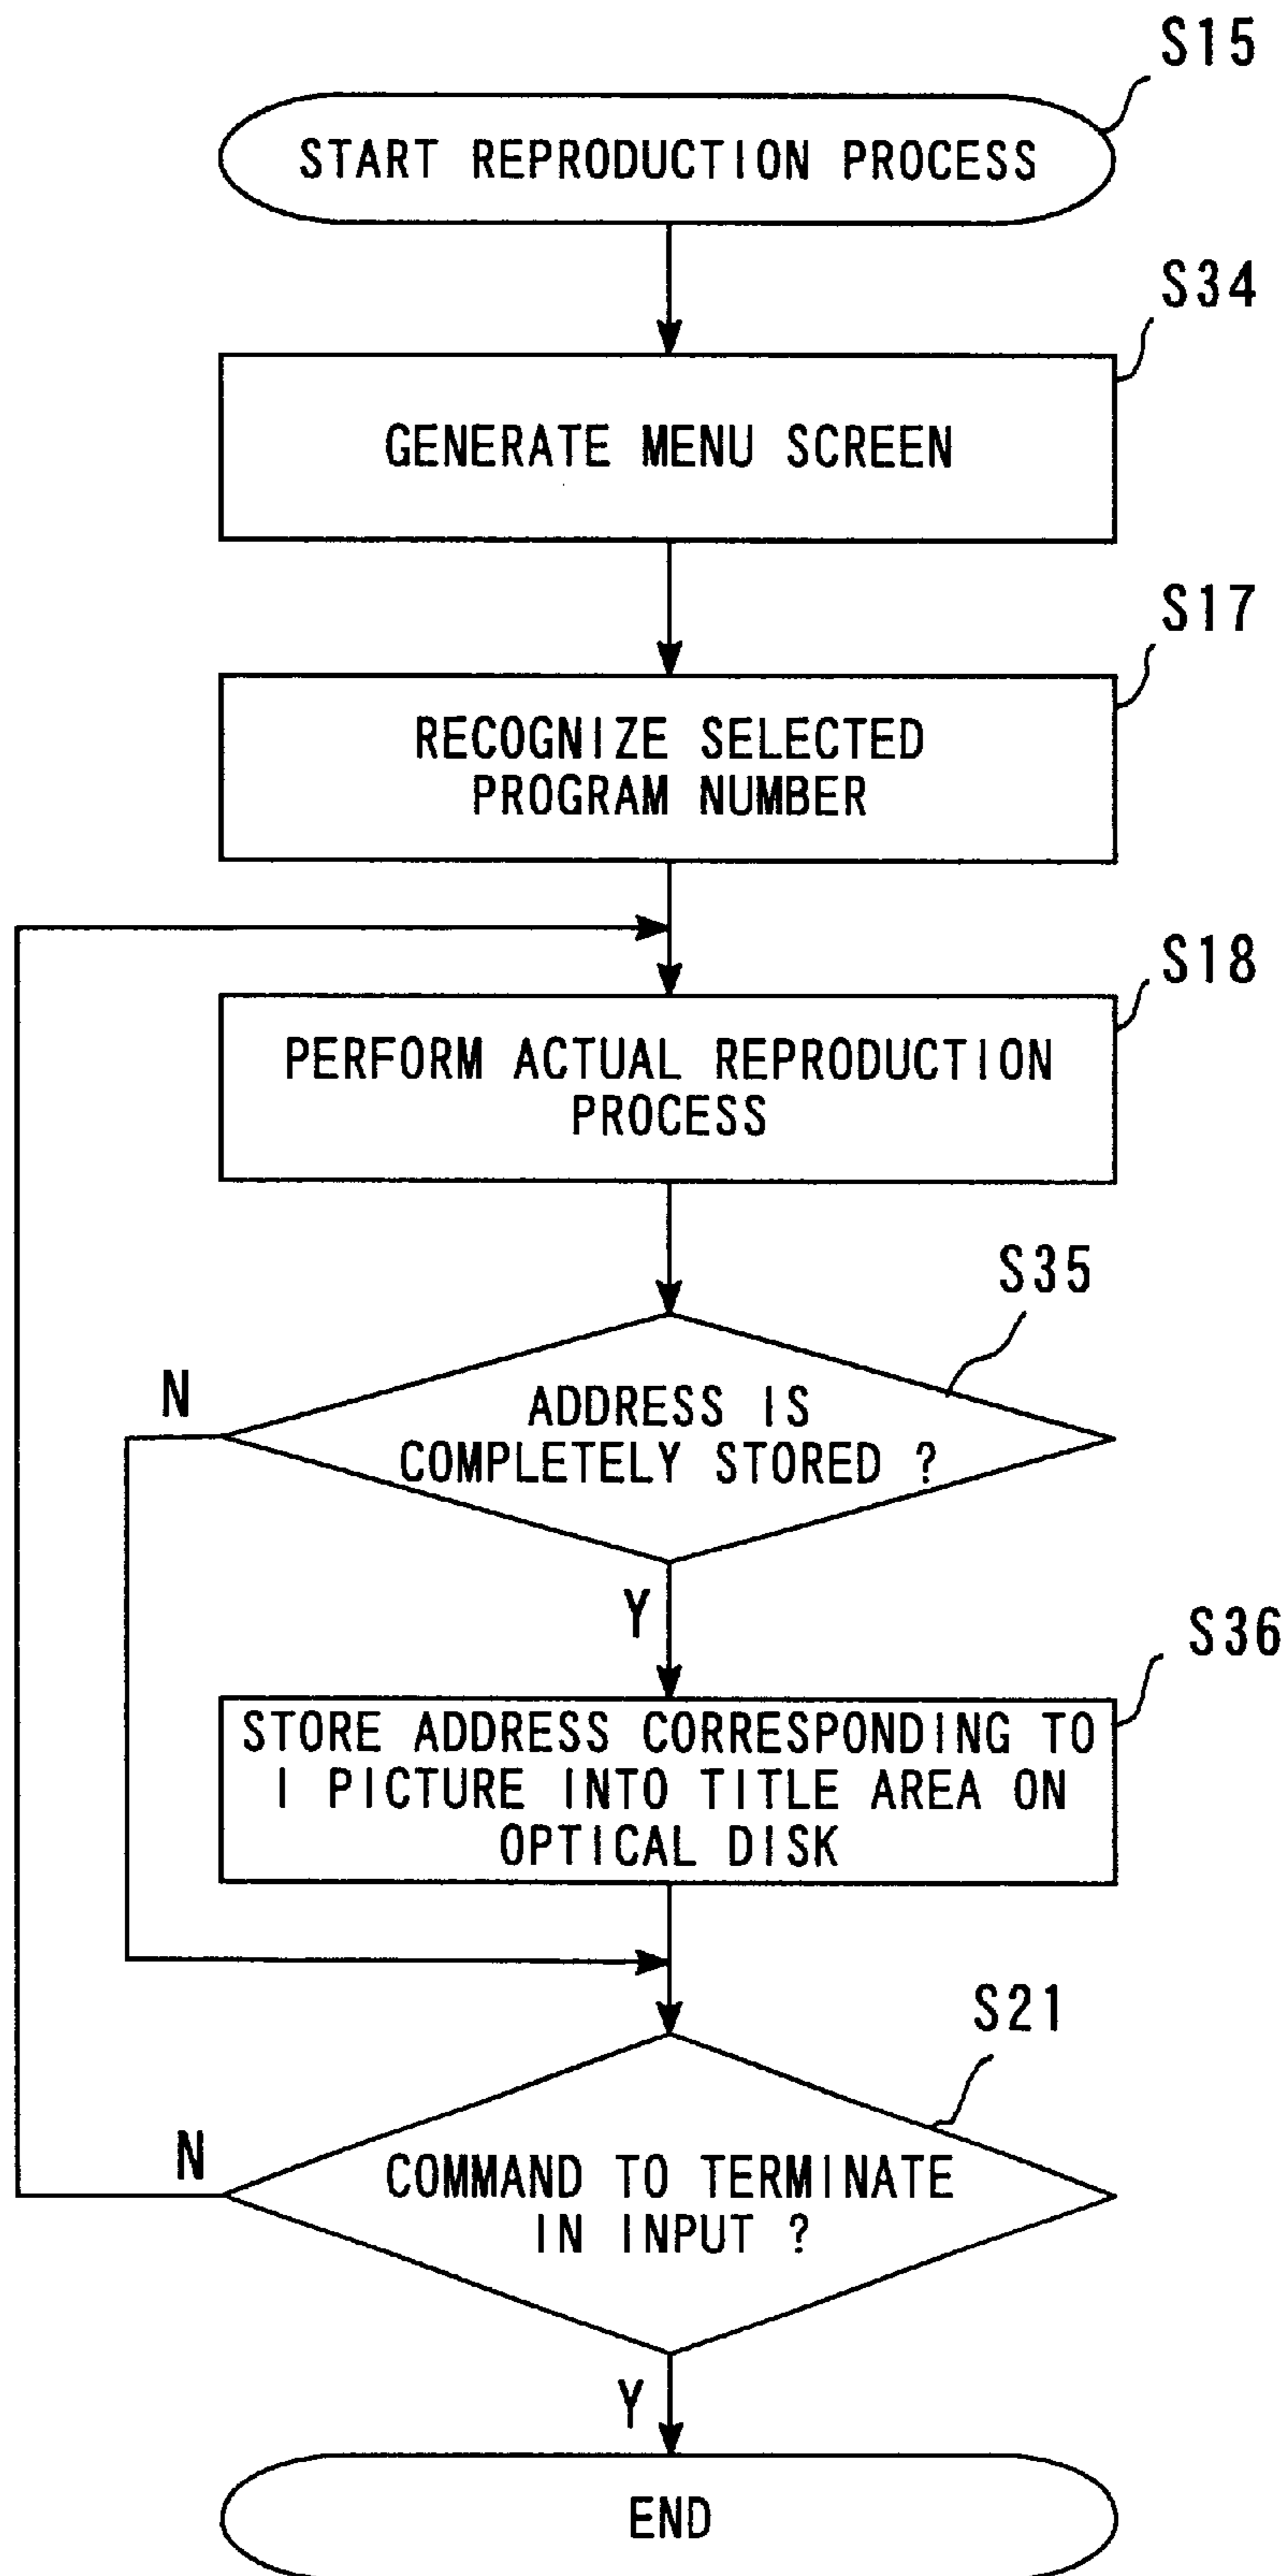 S15
START REPRODUCTION PROCESS
S34
GENERATE MENU SCREEN
S17
RECOGNIZE SELECTED
PROGRAM NUMBER
S18
PERFORM ACTUAL REPRODUCTION
PROCESS
S35
N
ADDRESS IS
COMPLETELY STORED ?
Y
S36
STORE ADDRESS CORRESPONDING TO
I PICTURE INTO TITLE AREA ON
OPTICAL DISK
S21
N
COMMAND TO TERMINATE
IN INPUT ?
Y
END